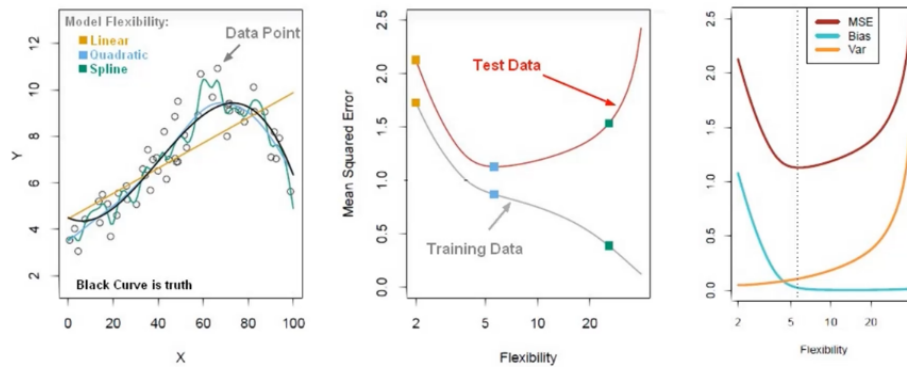 Model Flexibility:
Linear
Quadratic
Spline
Data Point
Black Curve is truth
Y
12
10
8
6
4
2
0 20 40 60 80 100
X
Test Data
Training Data
Mean Squared Error
2.5
2.0
1.5
1.0
0.5
0.0
2 5 10 20
Flexibility
MSE
Bias
Var
2.5
2.0
1.5
1.0
0.5
0.0
2 5 10 20
Flexibility